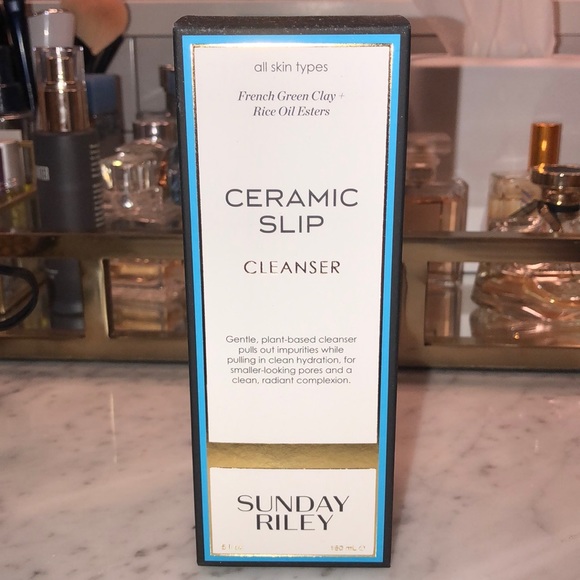 all skin types
French Green Clay +
Rice Oil Esters
CERAMIC
SLIP
CLEANSER
Gentle, plant-based cleanser
pulls out impurities while
pulling in clean hydration, for
smaller-looking pores and a
clean, radiant complexion.
SUNDAY
RILEY